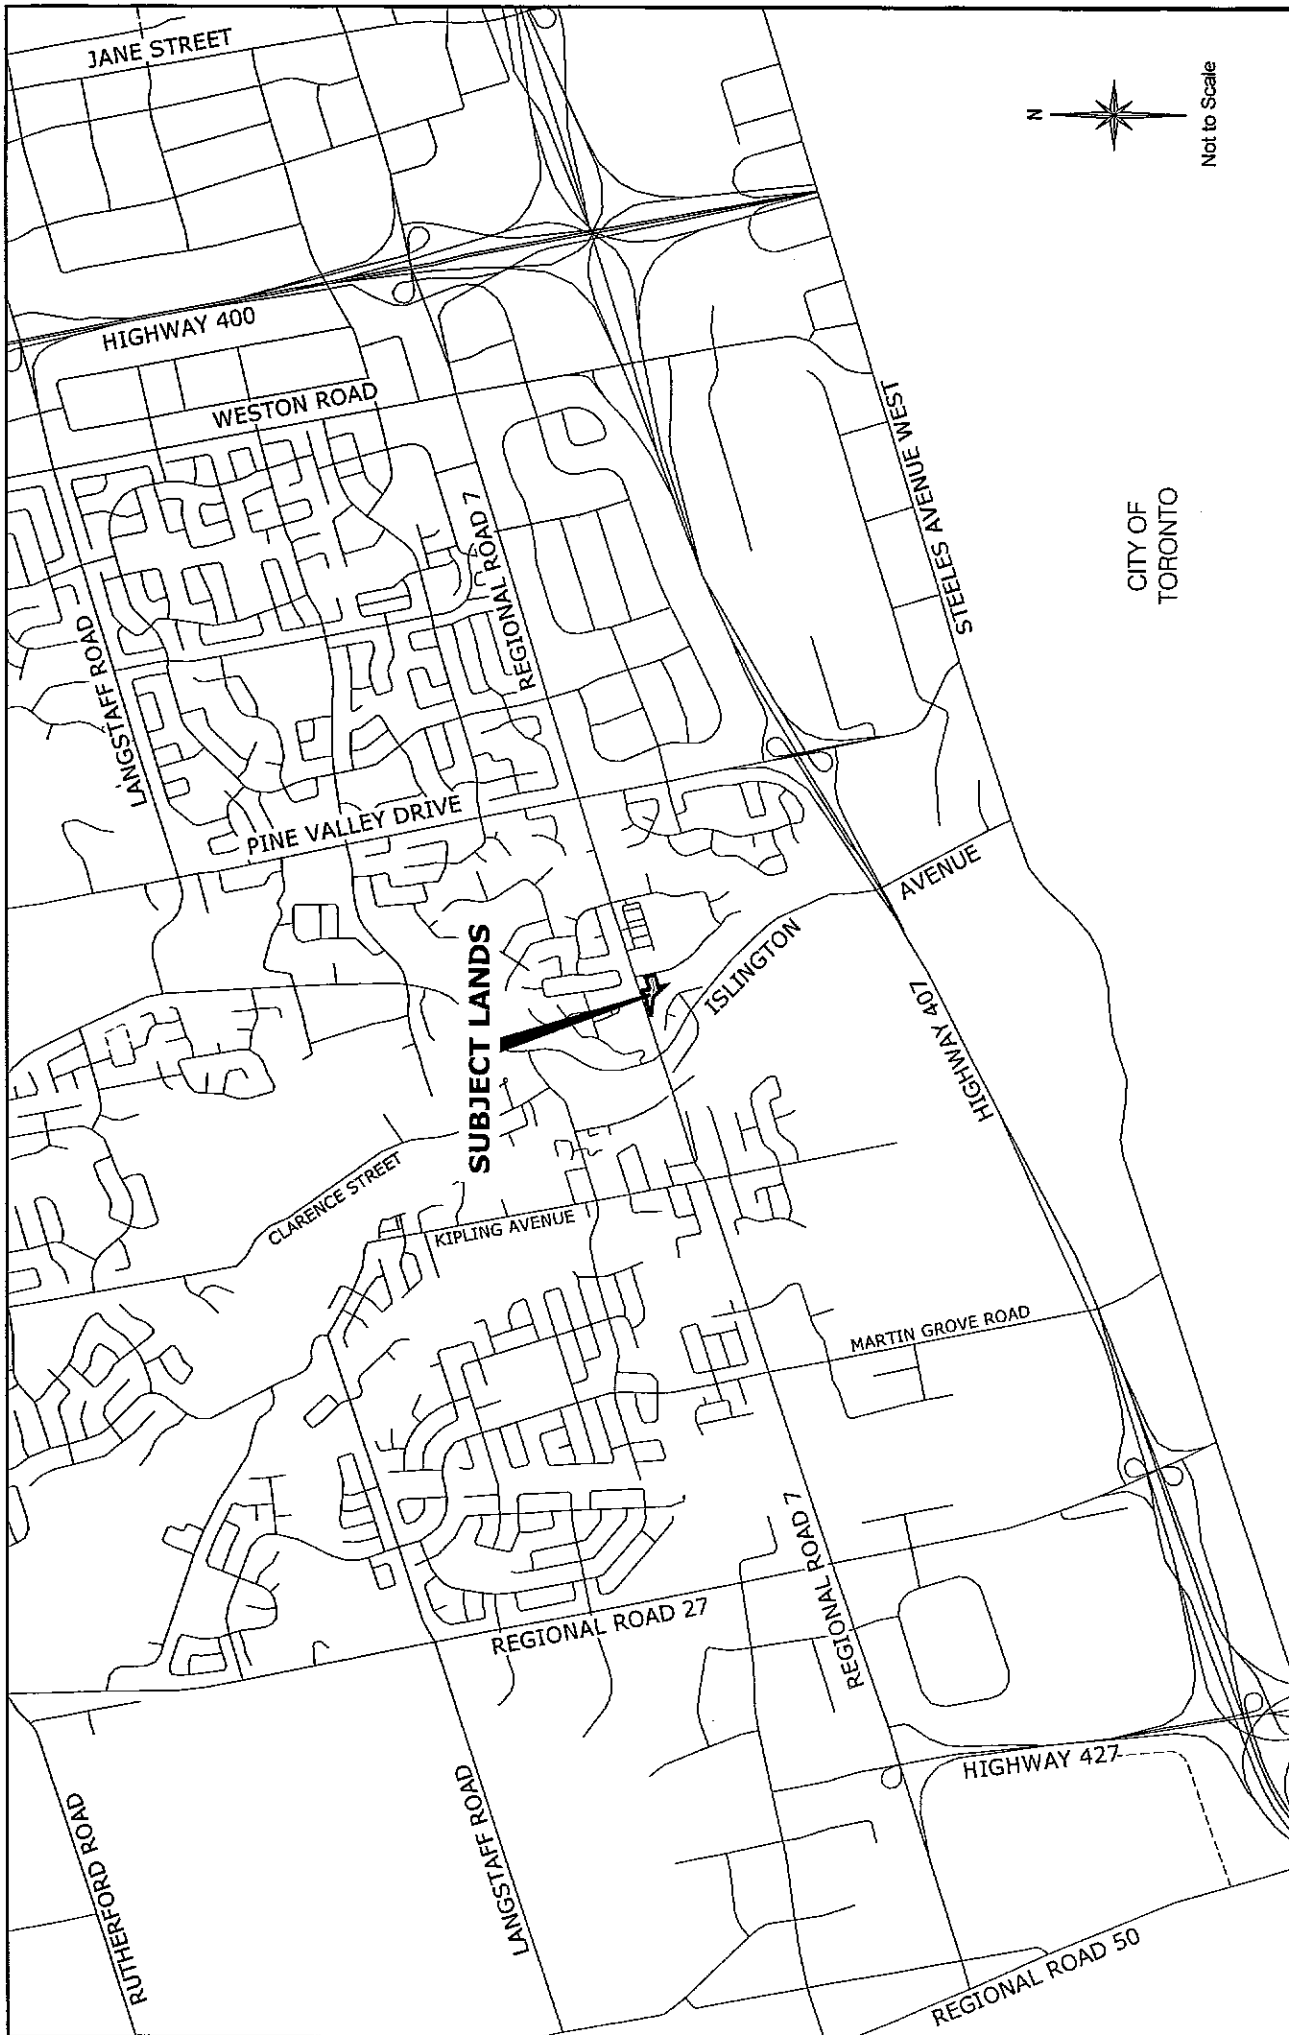 JANE STREET
N
Not to Scale
HIGHWAY 400
WESTON ROAD
STEELES AVENUE WEST
CITY OF
TORONTO
REGIONAL ROAD 7
LANGSTAFF ROAD
PINE VALLEY DRIVE
AVENUE
SUBJECT LANDS
ISLINGTON
HIGHWAY 407
CLARENCE STREET
KIPLING AVENUE
MARTIN GROVE ROAD
REGIONAL ROAD 7
REGIONAL ROAD 27
HIGHWAY 427
RUTHERFORD ROAD
LANGSTAFF ROAD
REGIONAL ROAD 50